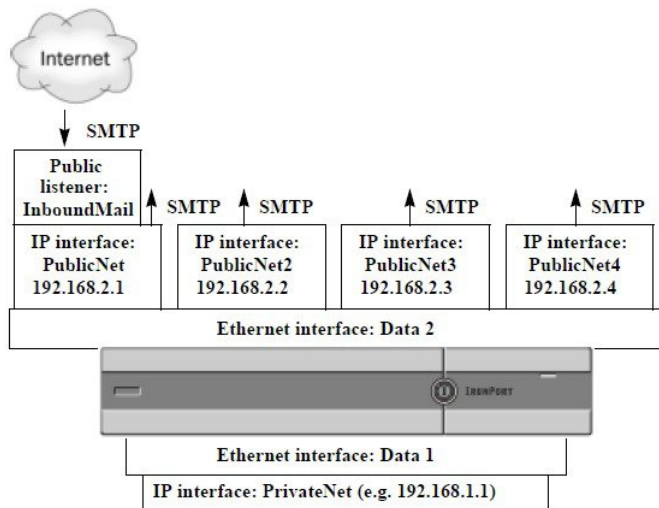 Internet
SMTP
Public
listener:
InboundMail
SMTP
SMTP
SMTP
SMTP
IP interface:
PublicNet
192.168.2.1
IP interface:
PublicNet2
192.168.2.2
IP interface:
PublicNet3
192.168.2.3
IP interface:
PublicNet4
192.168.2.4
Ethernet interface: Data 2
IRONPORT
Ethernet interface: Data 1
IP interface: PrivateNet (e.g. 192.168.1.1)